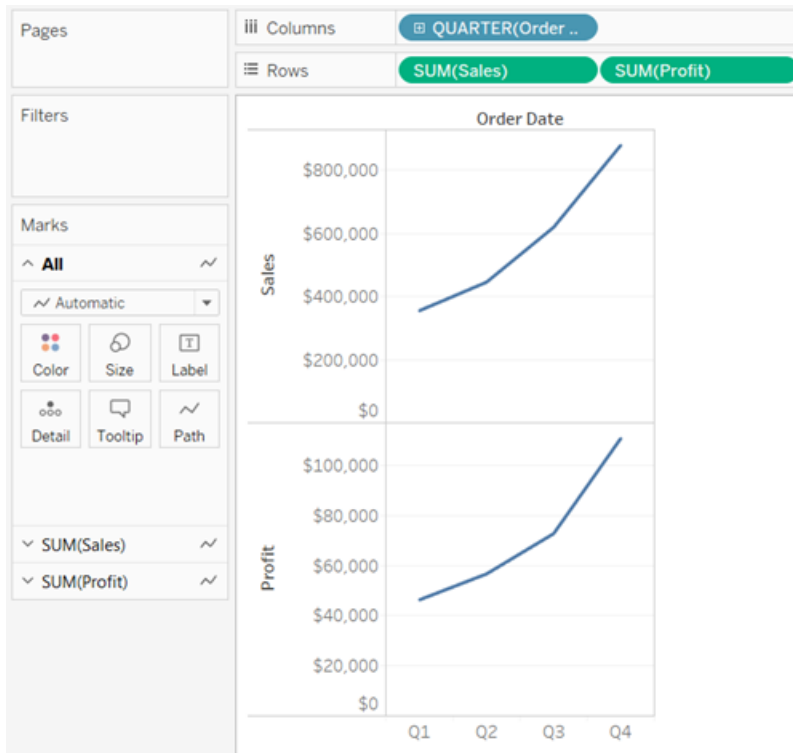 Pages
Columns
QUARTER(Order ..
Rows
SUM(Sales)
SUM(Profit)
Filters
Marks
All
Automatic
Color
Size
Label
Detail
Tooltip
Path
SUM(Sales)
SUM(Profit)
Order Date
Sales
$800,000
$600,000
$400,000
$200,000
$0
Profit
$100,000
$80,000
$60,000
$40,000
$20,000
$0
Q1 Q2 Q3 Q4